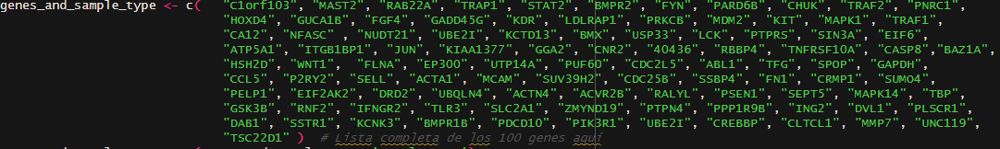 genes_and_sample_type <- c( "C1orf103", "MAST2", "RAB22A", "TRAP1", "STAT2", "BMPR2", "FYN", "PARD6B", "CHUK", "TRAF2", "PNRC1",
"HOXD4", "GUCA1B", "FGF4", "GADD45G", "KDR", "LDLRAP1", "PRKCB", "MDM2", "KIT", "MAPK1", "TRAF1",
"CA12", "NFASC" , "NUDT21", "UBE2I", "KCTD13", "BMX", "USP33", "LCK", "PTPRS", "SIN3A", "EIF6",
"ATP5A1", "ITGB1BP1", "JUN", "KIAA1377", "GGA2", "CNR2", "40436", "RBBP4", "TNFRSF10A", "CASP8","BAZ1A",
"HSH2D", "WNT1", "FLNA", "EP300", "UTP14A", "PUF60", "CDC2L5", "ABL1", "TFG", "SPOP", "GAPDH",
"CCL5", "P2RY2", "SELL", "ACTA1", "MCAM", "SUV39H2", "CDC25B", "SSBP4", "FN1", "CRMP1", "SUMO4",
"PELP1", "EIF2AK2", "DRD2", "UBQLN4", "ACTN4", "ACVR2B", "RALYL", "PSEN1", "SEPT5", "MAPK14", "TBP",
"GSK3B", "RNF2", "IFNGR2", "TLR3", "SLC2A1", "ZMYND19", "PTPN4", "PPP1R9B", "ING2", "DVL1", "PLSCR1",
"DAB1", "SSTR1", "KCNK3", "BMPR1B", "PDCD10", "PIK3R1", "UBE2I", "CREBBP", "CLTCL1", "MMP7", "UNC119",
"TSC22D1" ) # Lista completa de los 100 genes aquí